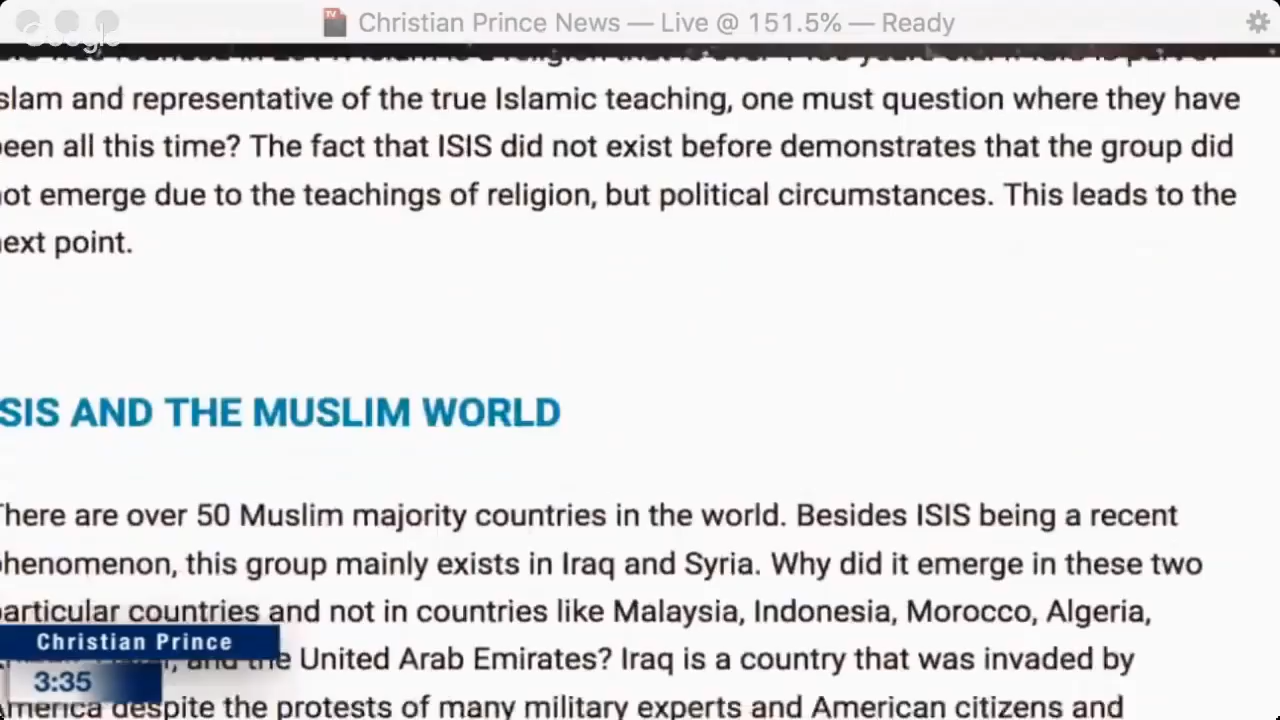 Christian Prince News — Live @ 151.5% — Ready
Google
slam and representative of the true Islamic teaching, one must question where they have
een all this time? The fact that ISIS did not exist before demonstrates that the group did
ot emerge due to the teachings of religion, but political circumstances. This leads to the
ext point.
SIS AND THE MUSLIM WORLD
There are over 50 Muslim majority countries in the world. Besides ISIS being a recent
phenomenon, this group mainly exists in Iraq and Syria. Why did it emerge in these two
particular countries and not in countries like Malaysia, Indonesia, Morocco, Algeria,
Christian Prince
and the United Arab Emirates? Iraq is a country that was invaded by
3:35
America despite the protests of many military experts and American citizens and